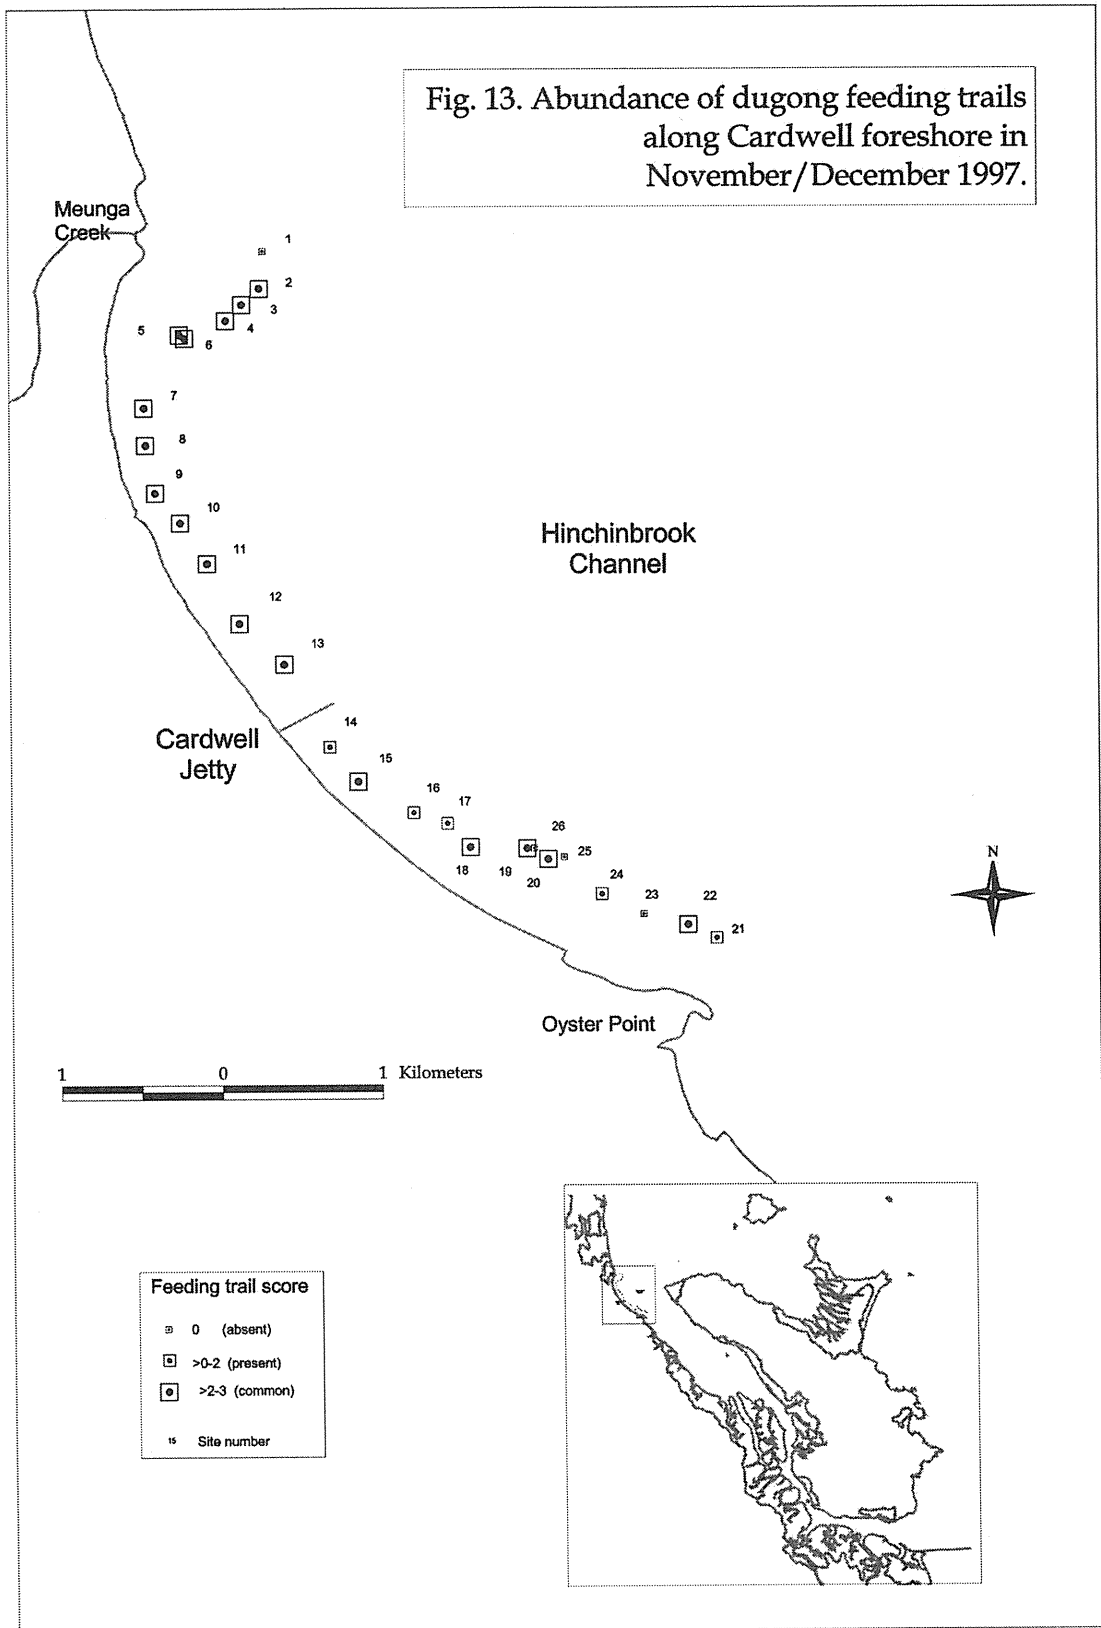 Fig. 13. Abundance of dugong feeding trails
along Cardwell foreshore in
November/December 1997.
Meunga
Creek
1
2
3
4
5
6
7
8
9
10
11
12
13
Hinchinbrook
Channel
Cardwell
Jetty
14
15
16
17
18
19
20
26
25
24
23
22
21
N
Oyster Point
1 0 1 Kilometers
Feeding trail score
0 (absent)
>0-2 (present)
>2-3 (common)
15 Site number